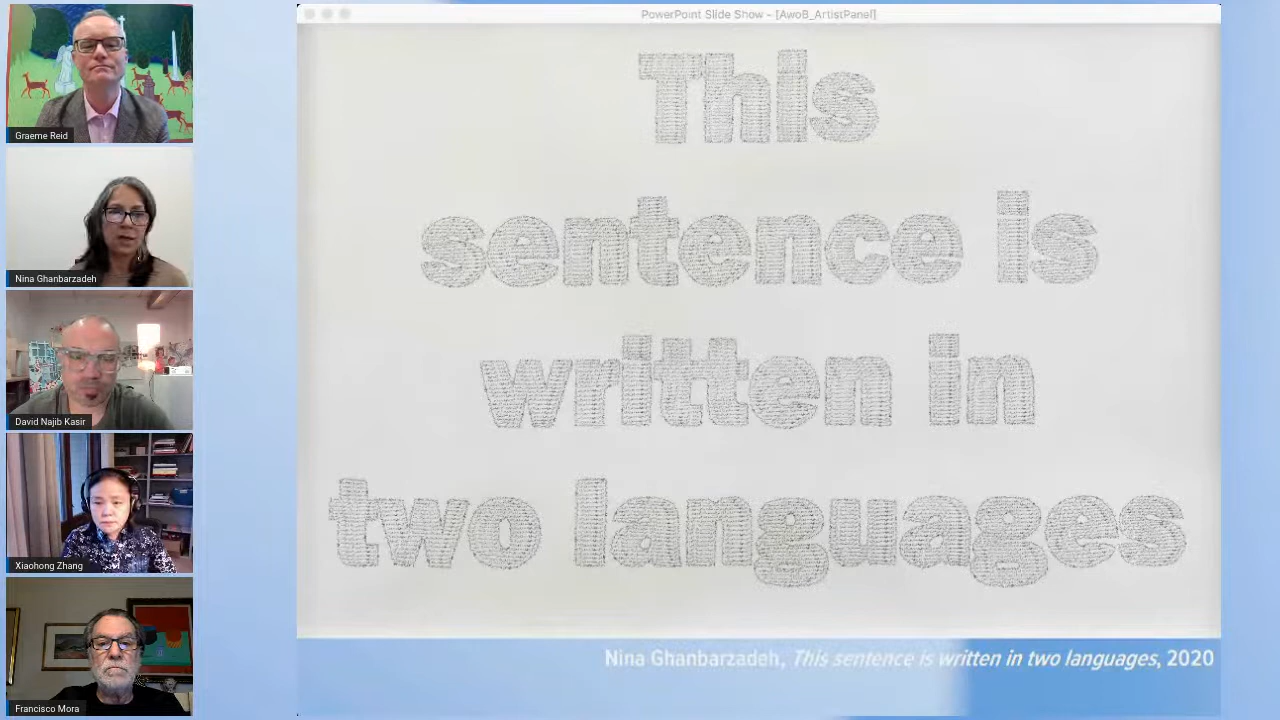 PowerPoint Slide Show - [AwoB_ArtistPanel]
This
sentence is
written in
two languages
Nina Ghanbarzadeh, This sentence is written in two languages, 2020
Graeme Reid
Nina Ghanbarzadeh
David Najib Kasir
Xiaohong Zhang
Francisco Mora